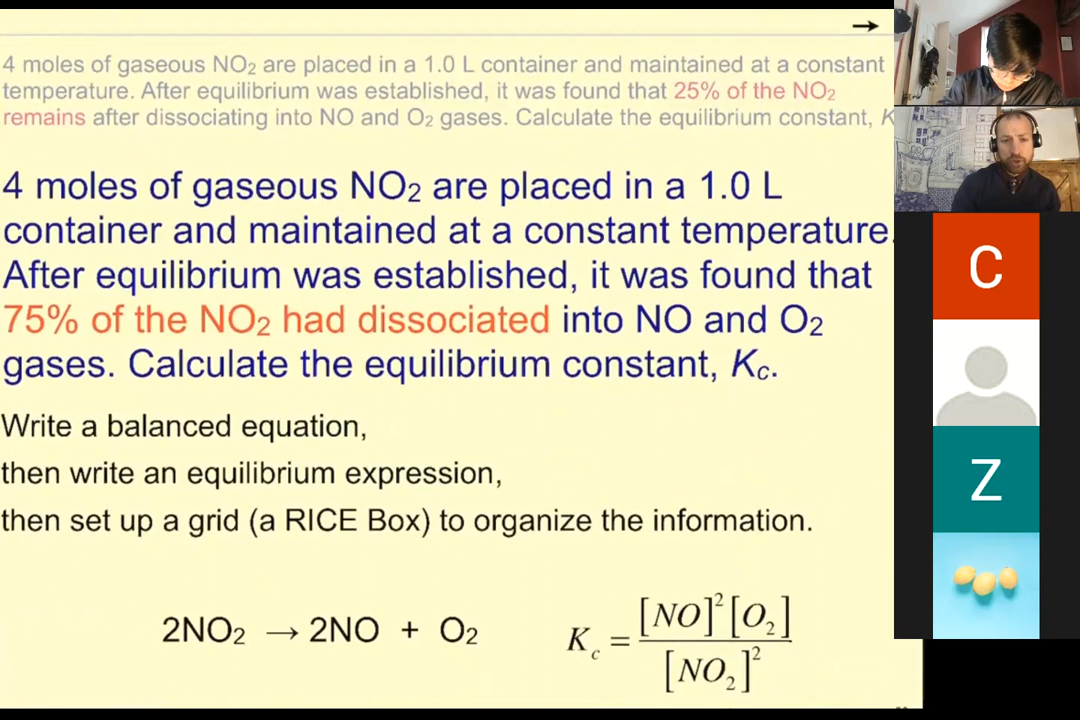 →
4 moles of gaseous NO₂ are placed in a 1.0 L container and maintained at a constant
temperature. After equilibrium was established, it was found that 25% of the NO₂
remains after dissociating into NO and O₂ gases. Calculate the equilibrium constant, K
4 moles of gaseous NO₂ are placed in a 1.0 L
container and maintained at a constant temperature.
After equilibrium was established, it was found that
75% of the NO₂ had dissociated into NO and O₂
gases. Calculate the equilibrium constant, Kc.
Write a balanced equation,
then write an equilibrium expression,
then set up a grid (a RICE Box) to organize the information.
2NO₂ → 2NO + O₂
Kc = [NO]²[O₂] / [NO₂]²
C
Z